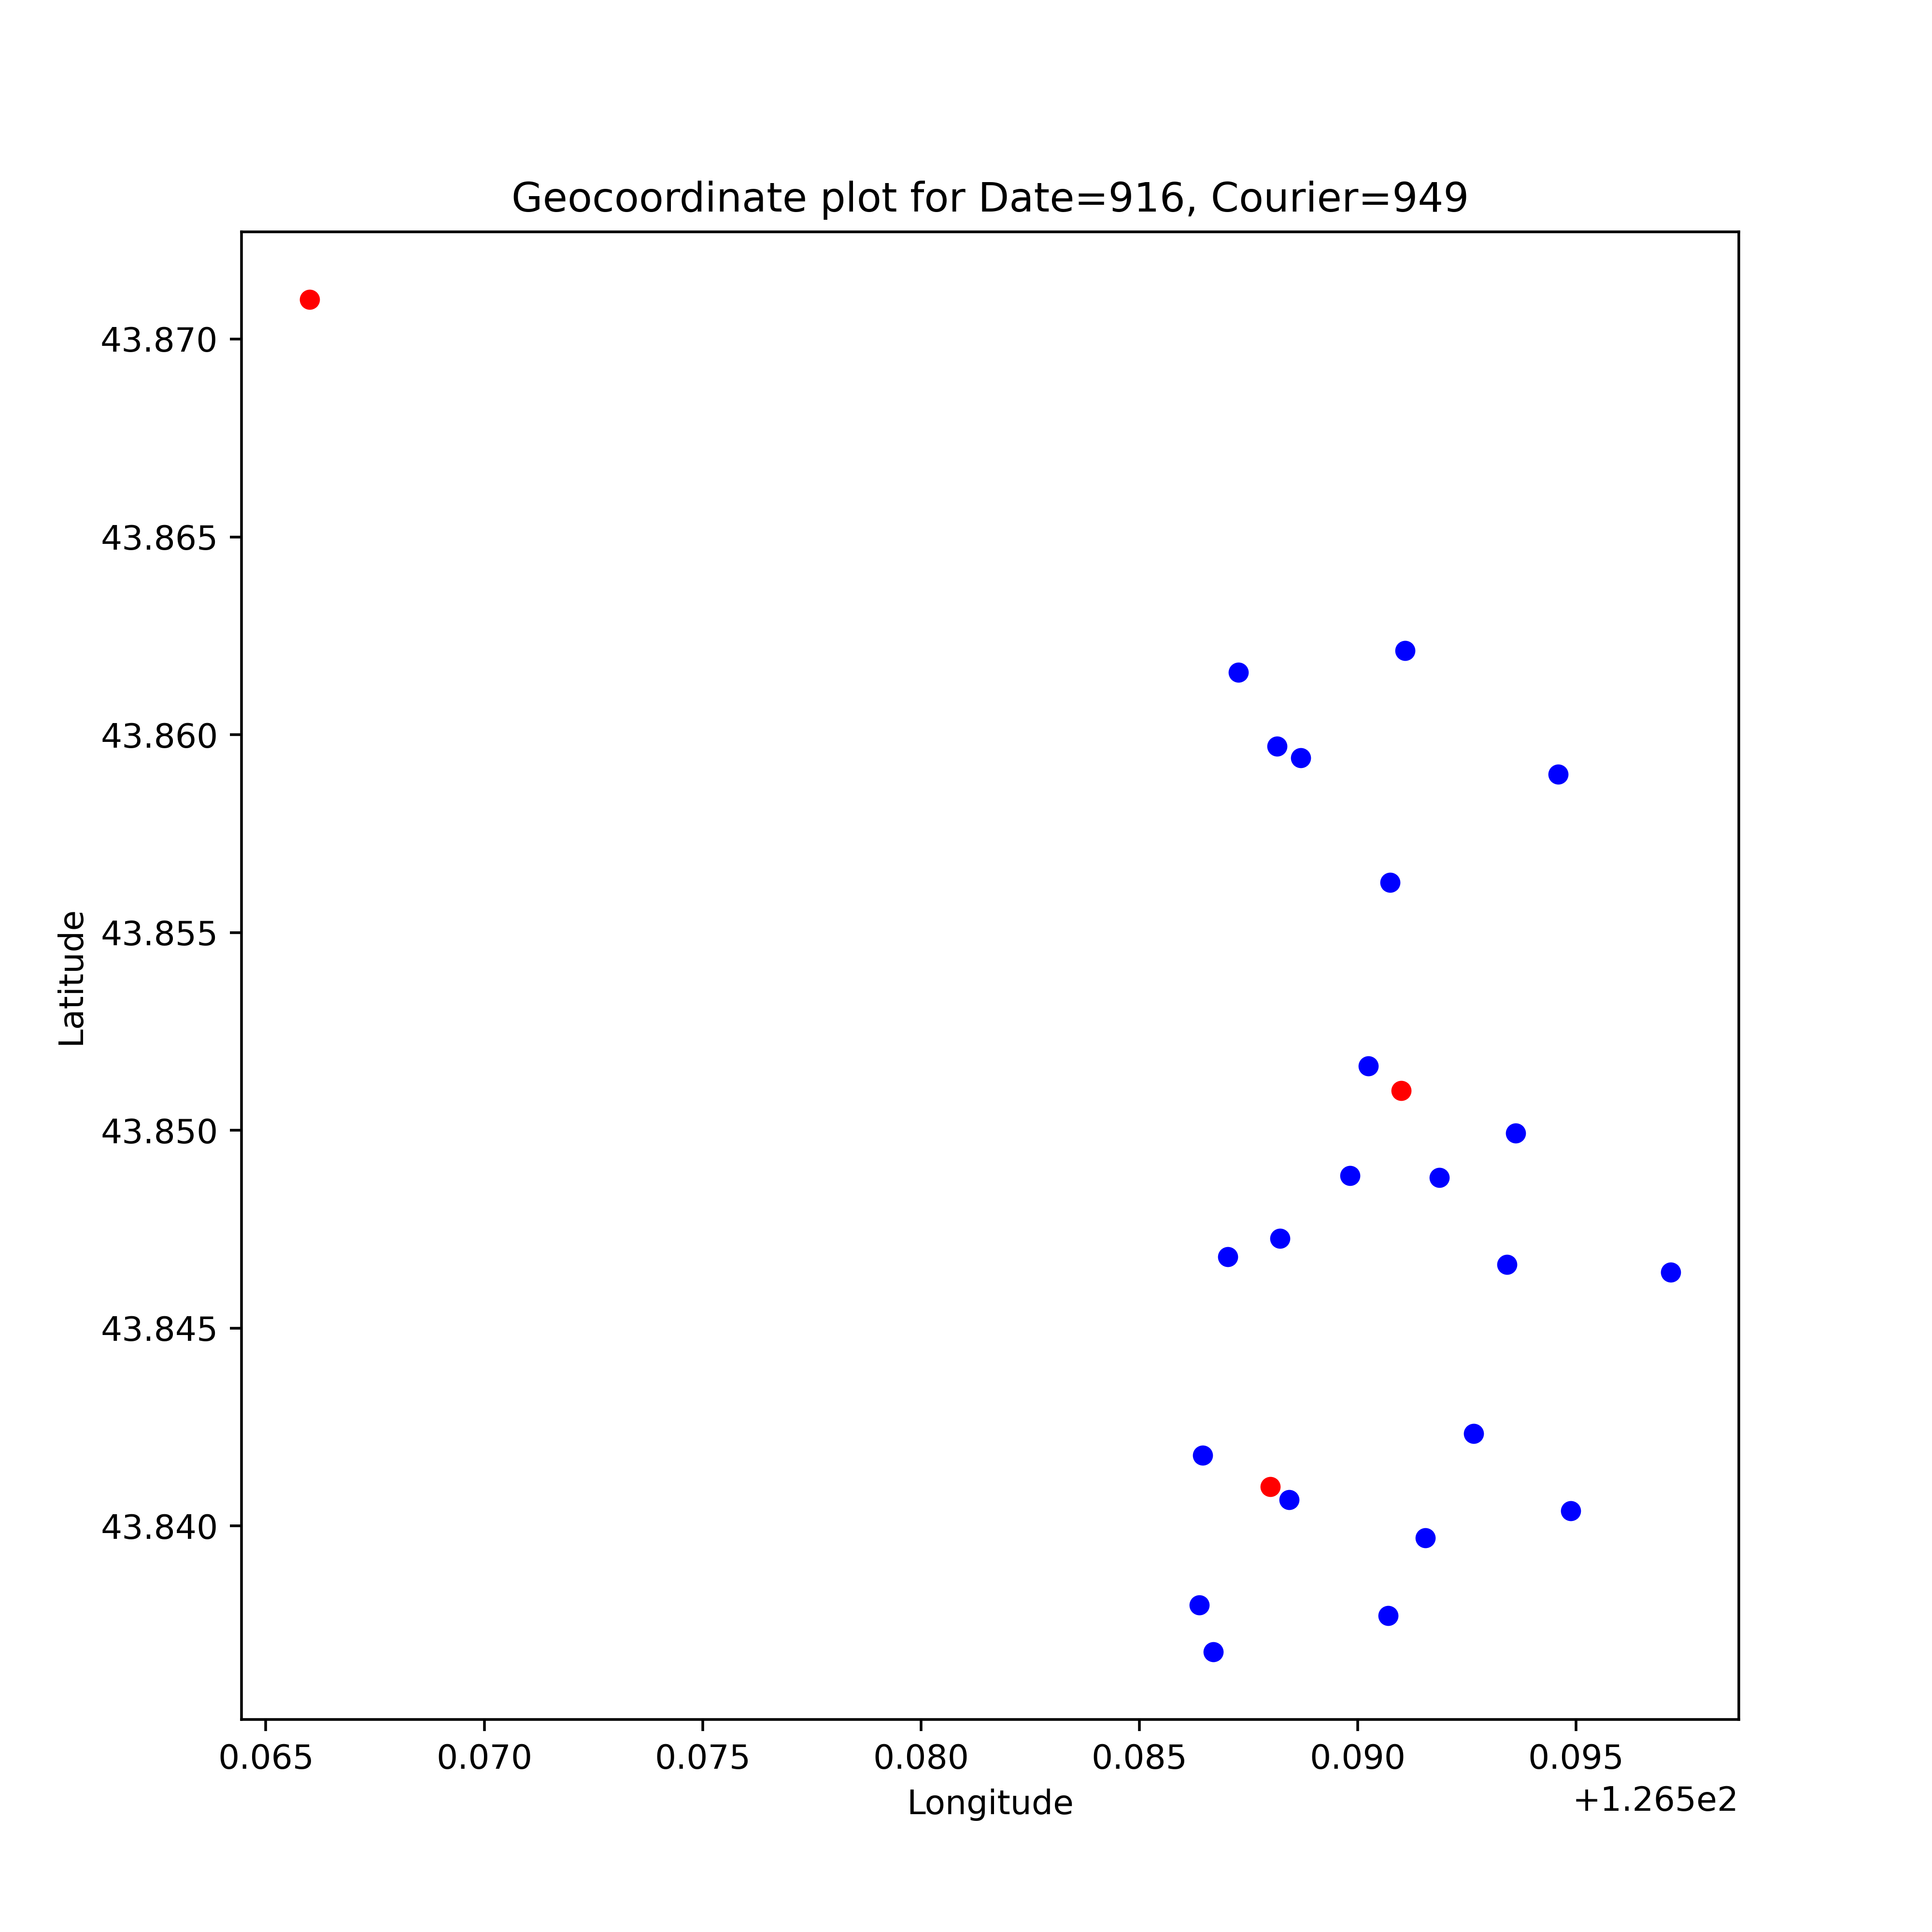 Geocoordinate plot for Date=916, Courier=949
43.870
43.865
43.860
43.855
43.850
43.845
43.840
Latitude
0.065 0.070 0.075 0.080 0.085 0.090 0.095
+1.265e2
Longitude